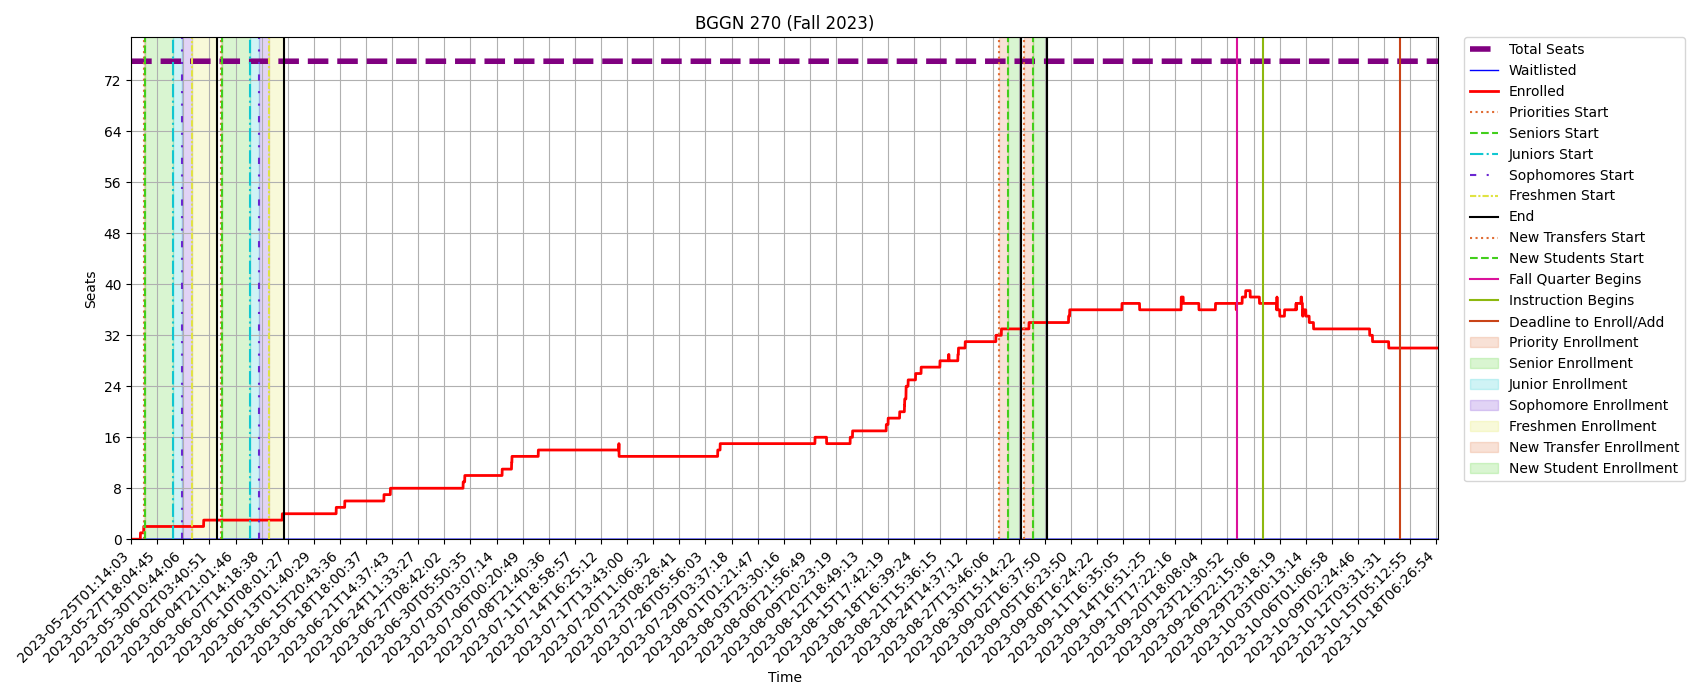 BGGN 270 (Fall 2023)
Seats
72
64
56
48
40
32
24
16
8
0
2023-05-25T01:14:03
2023-05-27T18:04:45
2023-05-30T10:44:06
2023-06-02T03:40:51
2023-06-04T21:01:46
2023-06-07T14:18:38
2023-06-10T08:01:27
2023-06-13T01:40:29
2023-06-15T20:43:36
2023-06-18T18:00:37
2023-06-21T14:37:43
2023-06-24T11:33:27
2023-06-27T08:42:02
2023-06-30T05:50:35
2023-07-03T03:07:14
2023-07-06T00:20:49
2023-07-08T21:40:36
2023-07-11T18:58:57
2023-07-14T16:25:12
2023-07-17T13:43:00
2023-07-20T11:06:32
2023-07-23T08:28:41
2023-07-26T05:56:03
2023-07-29T03:37:18
2023-08-01T01:21:47
2023-08-03T23:30:16
2023-08-06T21:56:49
2023-08-09T20:23:19
2023-08-12T18:49:13
2023-08-15T17:42:19
2023-08-18T16:39:24
2023-08-21T15:36:15
2023-08-24T14:37:12
2023-08-27T13:46:06
2023-08-30T15:14:22
2023-09-02T16:37:50
2023-09-05T16:23:50
2023-09-08T16:24:22
2023-09-11T16:35:05
2023-09-14T16:51:25
2023-09-17T17:22:16
2023-09-20T18:08:04
2023-09-23T21:30:52
2023-09-26T22:15:06
2023-09-29T23:18:19
2023-10-03T00:13:14
2023-10-06T01:06:58
2023-10-09T02:24:46
2023-10-12T03:31:31
2023-10-15T05:12:55
2023-10-18T06:26:54
Time
Total Seats
Waitlisted
Enrolled
Priorities Start
Seniors Start
Juniors Start
Sophomores Start
Freshmen Start
End
New Transfers Start
New Students Start
Fall Quarter Begins
Instruction Begins
Deadline to Enroll/Add
Priority Enrollment
Senior Enrollment
Junior Enrollment
Sophomore Enrollment
Freshmen Enrollment
New Transfer Enrollment
New Student Enrollment